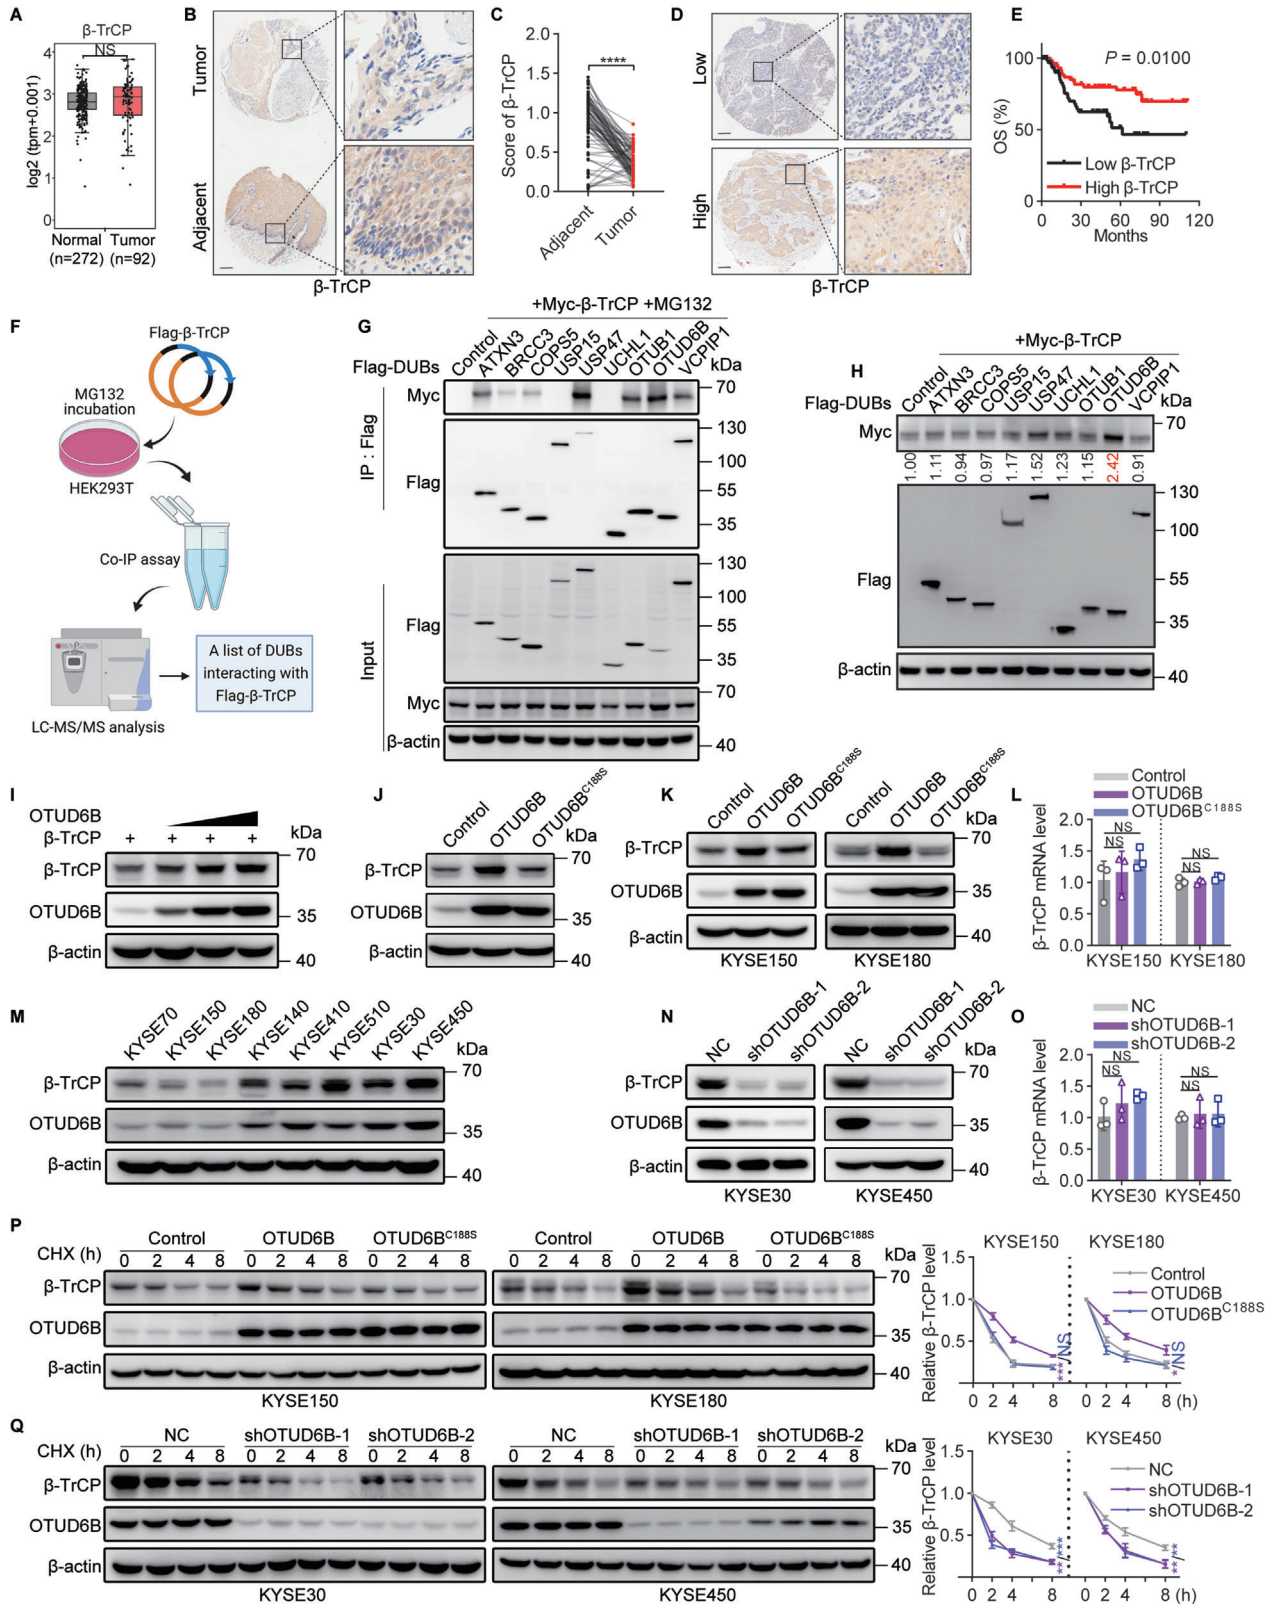 A
β-TrCP
NS
log2 (tpm+0.001)
4
3
2
1
0
Normal
(n=272)
Tumor
(n=92)
B
Tumor
Adjacent
β-TrCP
C
Score of β-TrCP
2.0
1.5
1.0
0.5
0.0
****
Adjacent
Tumor
D
Low
High
β-TrCP
E
OS (%)
100
50
0
P = 0.0100
Low β-TrCP
High β-TrCP
0 30 60 90 120
Months
F
Flag-β-TrCP
MG132
incubation
HEK293T
Co-IP assay
LC-MS/MS analysis
A list of DUBs
interacting with
Flag-β-TrCP
G
+Myc-β-TrCP +MG132
Flag-DUBs
Control
ATXN3
BRCC3
COPS5
USP15
USP47
UCHL1
OTUB1
OTUD6B
VCPIP1
kDa
IP : Flag
Myc
70
Flag
130
100
55
35
Input
Flag
130
100
55
35
Myc
70
β-actin
40
H
+Myc-β-TrCP
Flag-DUBs
Control
ATXN3
BRCC3
COPS5
USP15
USP47
UCHL1
OTUB1
OTUD6B
VCPIP1
kDa
Myc
70
1.00 1.11 0.94 0.97 1.17 1.52 1.23 1.15 2.42 0.91
Flag
130
100
55
35
β-actin
40
I
OTUD6B
β-TrCP + + + +
kDa
β-TrCP
70
OTUD6B
35
β-actin
40
J
Control
OTUD6B
OTUD6BC188S
kDa
β-TrCP
70
OTUD6B
35
β-actin
40
K
Control
OTUD6B
OTUD6BC188S
Control
OTUD6B
OTUD6BC188S
kDa
β-TrCP
70
OTUD6B
35
β-actin
40
KYSE150 KYSE180
L
Control
OTUD6B
OTUD6BC188S
β-TrCP mRNA level
2.0
1.5
1.0
0.5
0.0
NS
NS
NS
NS
KYSE150 KYSE180
M
KYSE70
KYSE150
KYSE180
KYSE140
KYSE410
KYSE510
KYSE30
KYSE450
kDa
β-TrCP
70
OTUD6B
35
β-actin
40
N
NC
shOTUD6B-1
shOTUD6B-2
NC
shOTUD6B-1
shOTUD6B-2
kDa
β-TrCP
70
OTUD6B
35
β-actin
40
KYSE30 KYSE450
O
NC
shOTUD6B-1
shOTUD6B-2
β-TrCP mRNA level
2.0
1.5
1.0
0.5
0.0
NS
NS
NS
NS
KYSE30 KYSE450
P
Control OTUD6B OTUD6BC188S
CHX (h) 0 2 4 8 0 2 4 8 0 2 4 8
β-TrCP
OTUD6B
β-actin
KYSE150
Control OTUD6B OTUD6BC188S
0 2 4 8 0 2 4 8 0 2 4 8
kDa
70
35
40
KYSE180
KYSE150 KYSE180
Relative β-TrCP level
1.5
1.0
0.5
Control
OTUD6B
OTUD6BC188S
NS
***
NS
*
0 2 4 8 0 2 4 8 (h)
Q
NC shOTUD6B-1 shOTUD6B-2
CHX (h) 0 2 4 8 0 2 4 8 0 2 4 8
β-TrCP
OTUD6B
β-actin
KYSE30
NC shOTUD6B-1 shOTUD6B-2
0 2 4 8 0 2 4 8 0 2 4 8
kDa
70
35
40
KYSE450
KYSE30 KYSE450
Relative β-TrCP level
1.5
1.0
0.5
NC
shOTUD6B-1
shOTUD6B-2
0 2 4 8 0 2 4 8 (h)